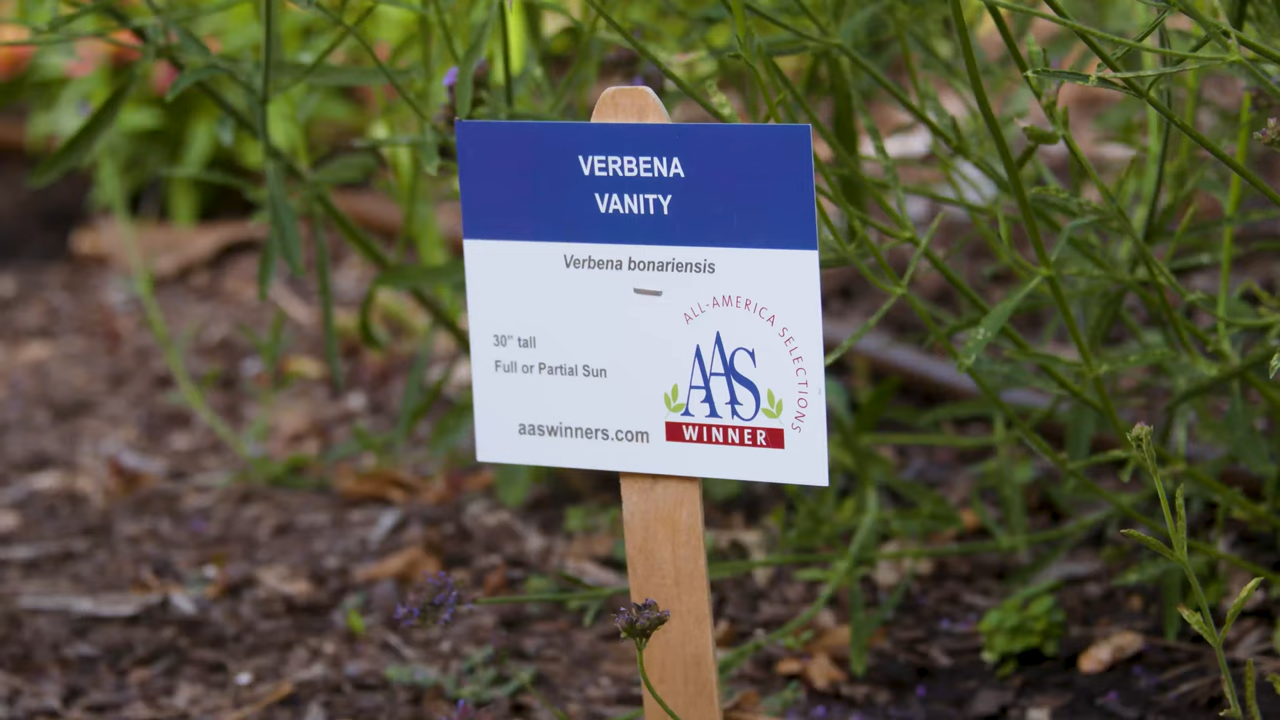 VERBENA
VANITY
Verbena bonariensis
30" tall
Full or Partial Sun
aaswinners.com
ALL-AMERICA SELECTIONS
AAS
WINNER